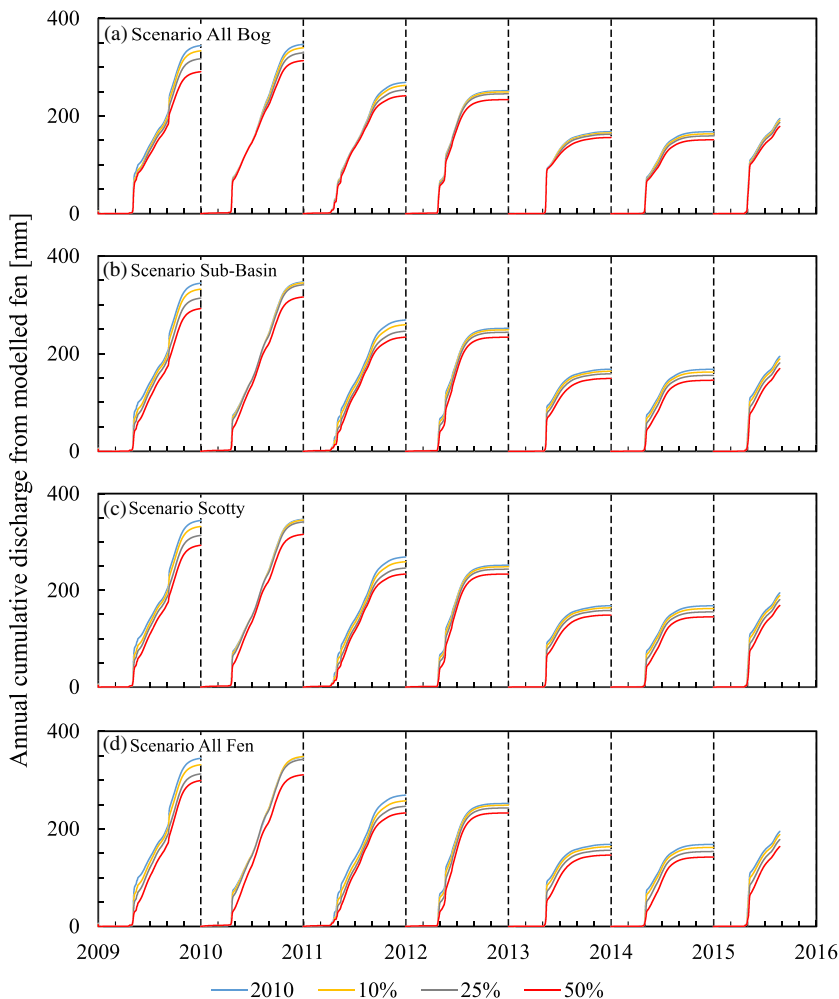 Annual cumulative discharge from modelled fen [mm]
400
(a) Scenario All Bog
200
0
400
(b) Scenario Sub-Basin
200
0
400
(c) Scenario Scotty
200
0
400
(d) Scenario All Fen
200
0
2009 2010 2011 2012 2013 2014 2015 2016
2010 10% 25% 50%